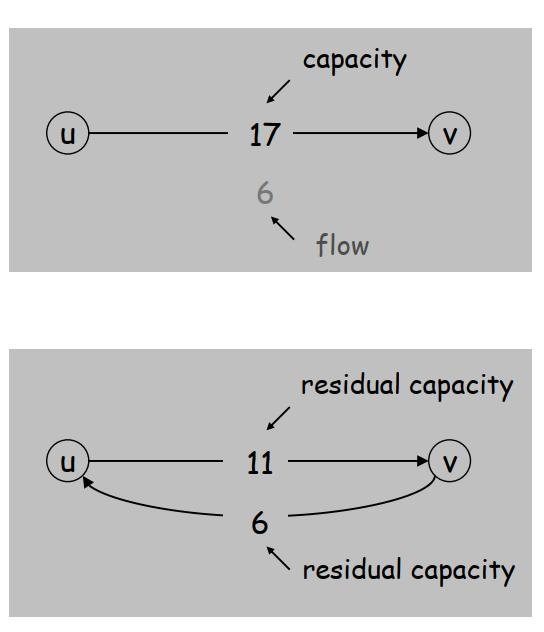 capacity
u 17 v
6
flow
residual capacity
u 11 v
6
residual capacity